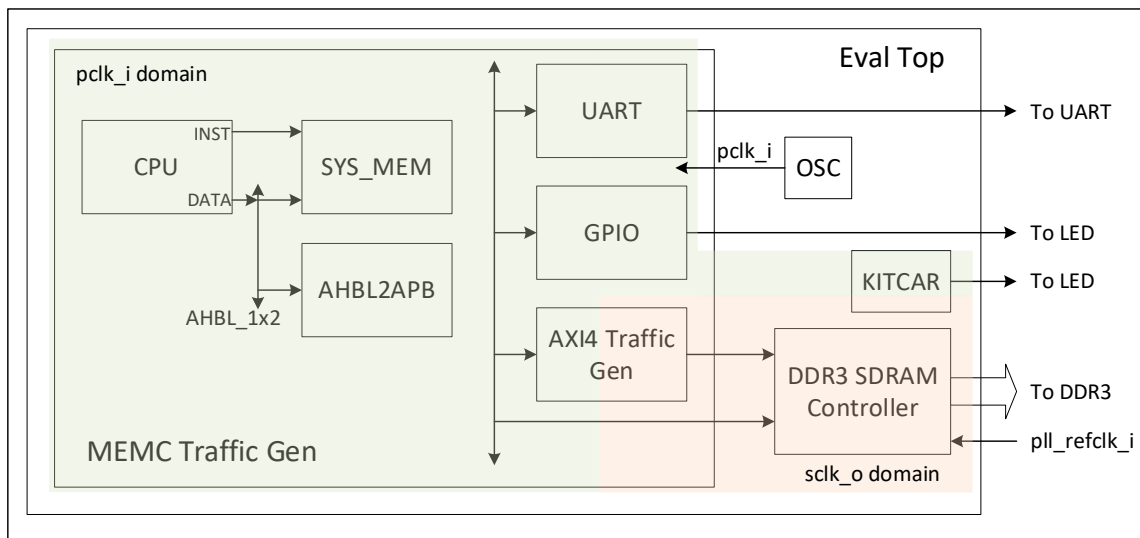 pclk_i domain
Eval Top
UART
To UART
INST
CPU
SYS_MEM
DATA
pclk_i
OSC
GPIO
To LED
AHBL2APB
AHBL_1x2
KITCAR
To LED
AXI4 Traffic
Gen
DDR3 SDRAM
Controller
To DDR3
MEMC Traffic Gen
pll_refclk_i
sclk_o domain